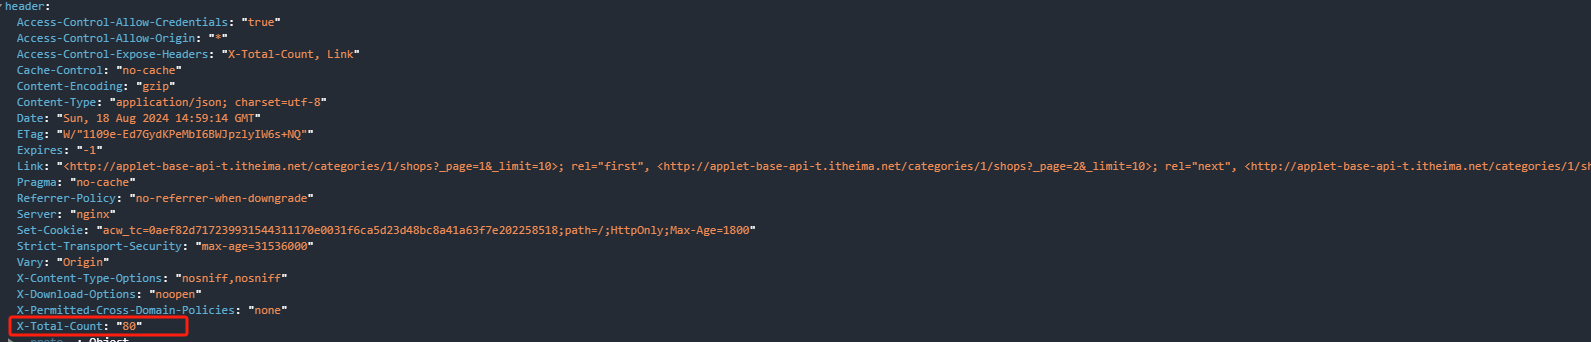 header:
Access-Control-Allow-Credentials: "true"
Access-Control-Allow-Origin: "*"
Access-Control-Expose-Headers: "X-Total-Count, Link"
Cache-Control: "no-cache"
Content-Encoding: "gzip"
Content-Type: "application/json; charset=utf-8"
Date: "Sun, 18 Aug 2024 14:59:14 GMT"
ETag: "W/"1109e-Ed7GydKPeMbI6BWJpzlyIW6s+NQ""
Expires: "-1"
Link: "<http://applet-base-api-t.itheima.net/categories/1/shops?_page=1&_limit=10>; rel="first", <http://applet-base-api-t.itheima.net/categories/1/shops?_page=2&_limit=10>; rel="next", <http://applet-base-api-t.itheima.net/categories/1/sh
Pragma: "no-cache"
Referrer-Policy: "no-referrer-when-downgrade"
Server: "nginx"
Set-Cookie: "acw_tc=0aef82d717239931544311170e0031f6ca5d23d48bc8a41a63f7e202258518;path=/;HttpOnly;Max-Age=1800"
Strict-Transport-Security: "max-age=31536000"
Vary: "Origin"
X-Content-Type-Options: "nosniff,nosniff"
X-Download-Options: "noopen"
X-Permitted-Cross-Domain-Policies: "none"
X-Total-Count: "80"
__proto__: Object